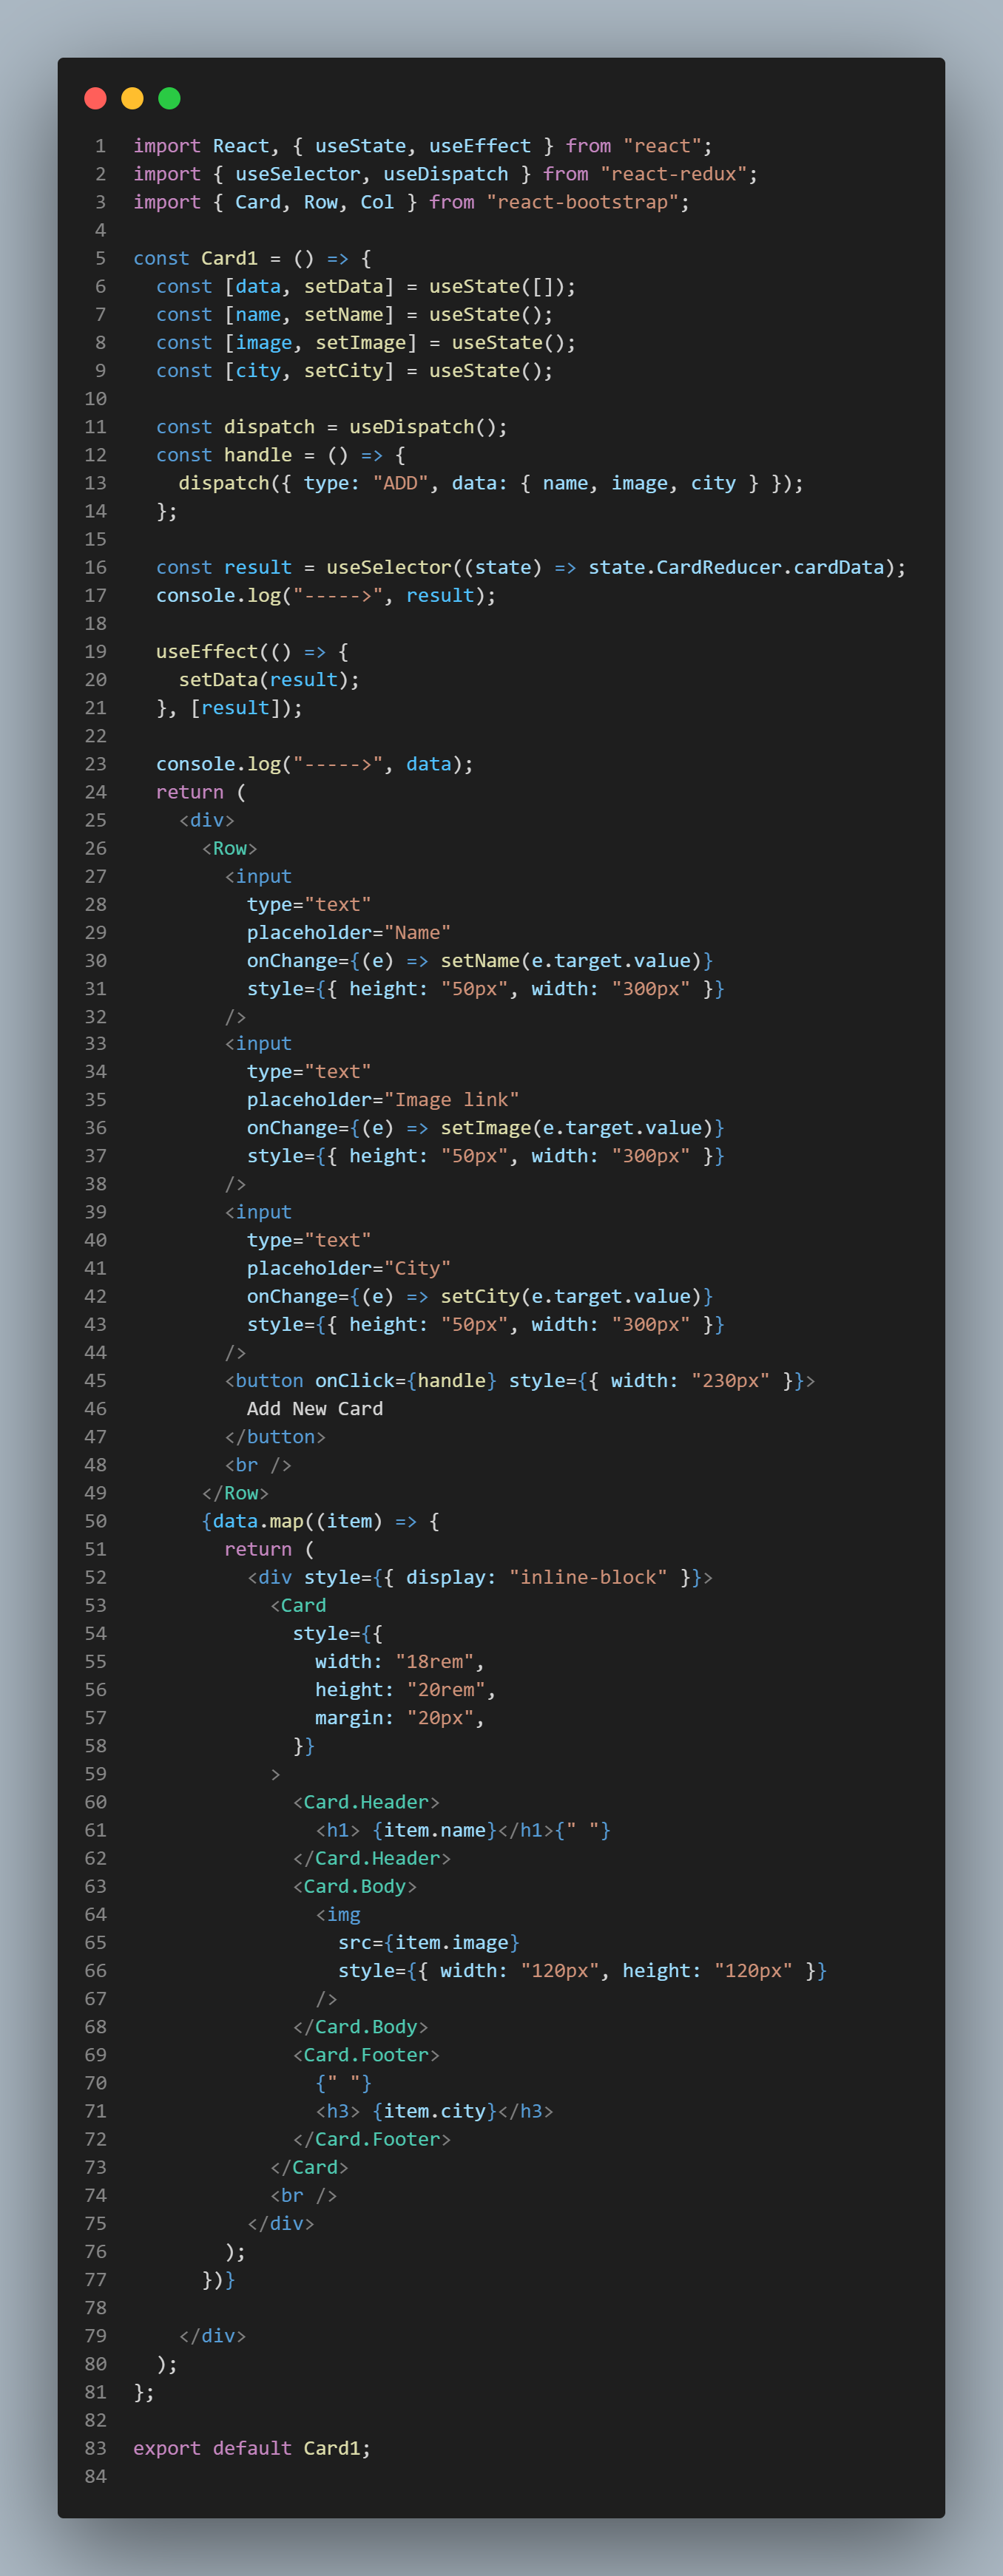 1 import React, { useState, useEffect } from "react";
2 import { useSelector, useDispatch } from "react-redux";
3 import { Card, Row, Col } from "react-bootstrap";
4
5 const Card1 = () => {
6   const [data, setData] = useState([]);
7   const [name, setName] = useState();
8   const [image, setImage] = useState();
9   const [city, setCity] = useState();
10
11   const dispatch = useDispatch();
12   const handle = () => {
13     dispatch({ type: "ADD", data: { name, image, city } });
14   };
15
16   const result = useSelector((state) => state.CardReducer.cardData);
17   console.log("----->", result);
18
19   useEffect(() => {
20     setData(result);
21   }, [result]);
22
23   console.log("----->", data);
24   return (
25     <div>
26       <Row>
27         <input
28           type="text"
29           placeholder="Name"
30           onChange={(e) => setName(e.target.value)}
31           style={{ height: "50px", width: "300px" }}
32         />
33         <input
34           type="text"
35           placeholder="Image link"
36           onChange={(e) => setImage(e.target.value)}
37           style={{ height: "50px", width: "300px" }}
38         />
39         <input
40           type="text"
41           placeholder="City"
42           onChange={(e) => setCity(e.target.value)}
43           style={{ height: "50px", width: "300px" }}
44         />
45         <button onClick={handle} style={{ width: "230px" }}>
46           Add New Card
47         </button>
48         <br />
49       </Row>
50       {data.map((item) => {
51         return (
52           <div style={{ display: "inline-block" }}>
53             <Card
54               style={{
55                 width: "18rem",
56                 height: "20rem",
57                 margin: "20px",
58               }}
59             >
60               <Card.Header>
61                 <h1> {item.name}</h1>{" "}
62               </Card.Header>
63               <Card.Body>
64                 <img
65                   src={item.image}
66                   style={{ width: "120px", height: "120px" }}
67                 />
68               </Card.Body>
69               <Card.Footer>
70                 {" "}
71                 <h3> {item.city}</h3>
72               </Card.Footer>
73             </Card>
74             <br />
75           </div>
76         );
77       })}
78
79     </div>
80   );
81 };
82
83 export default Card1;
84